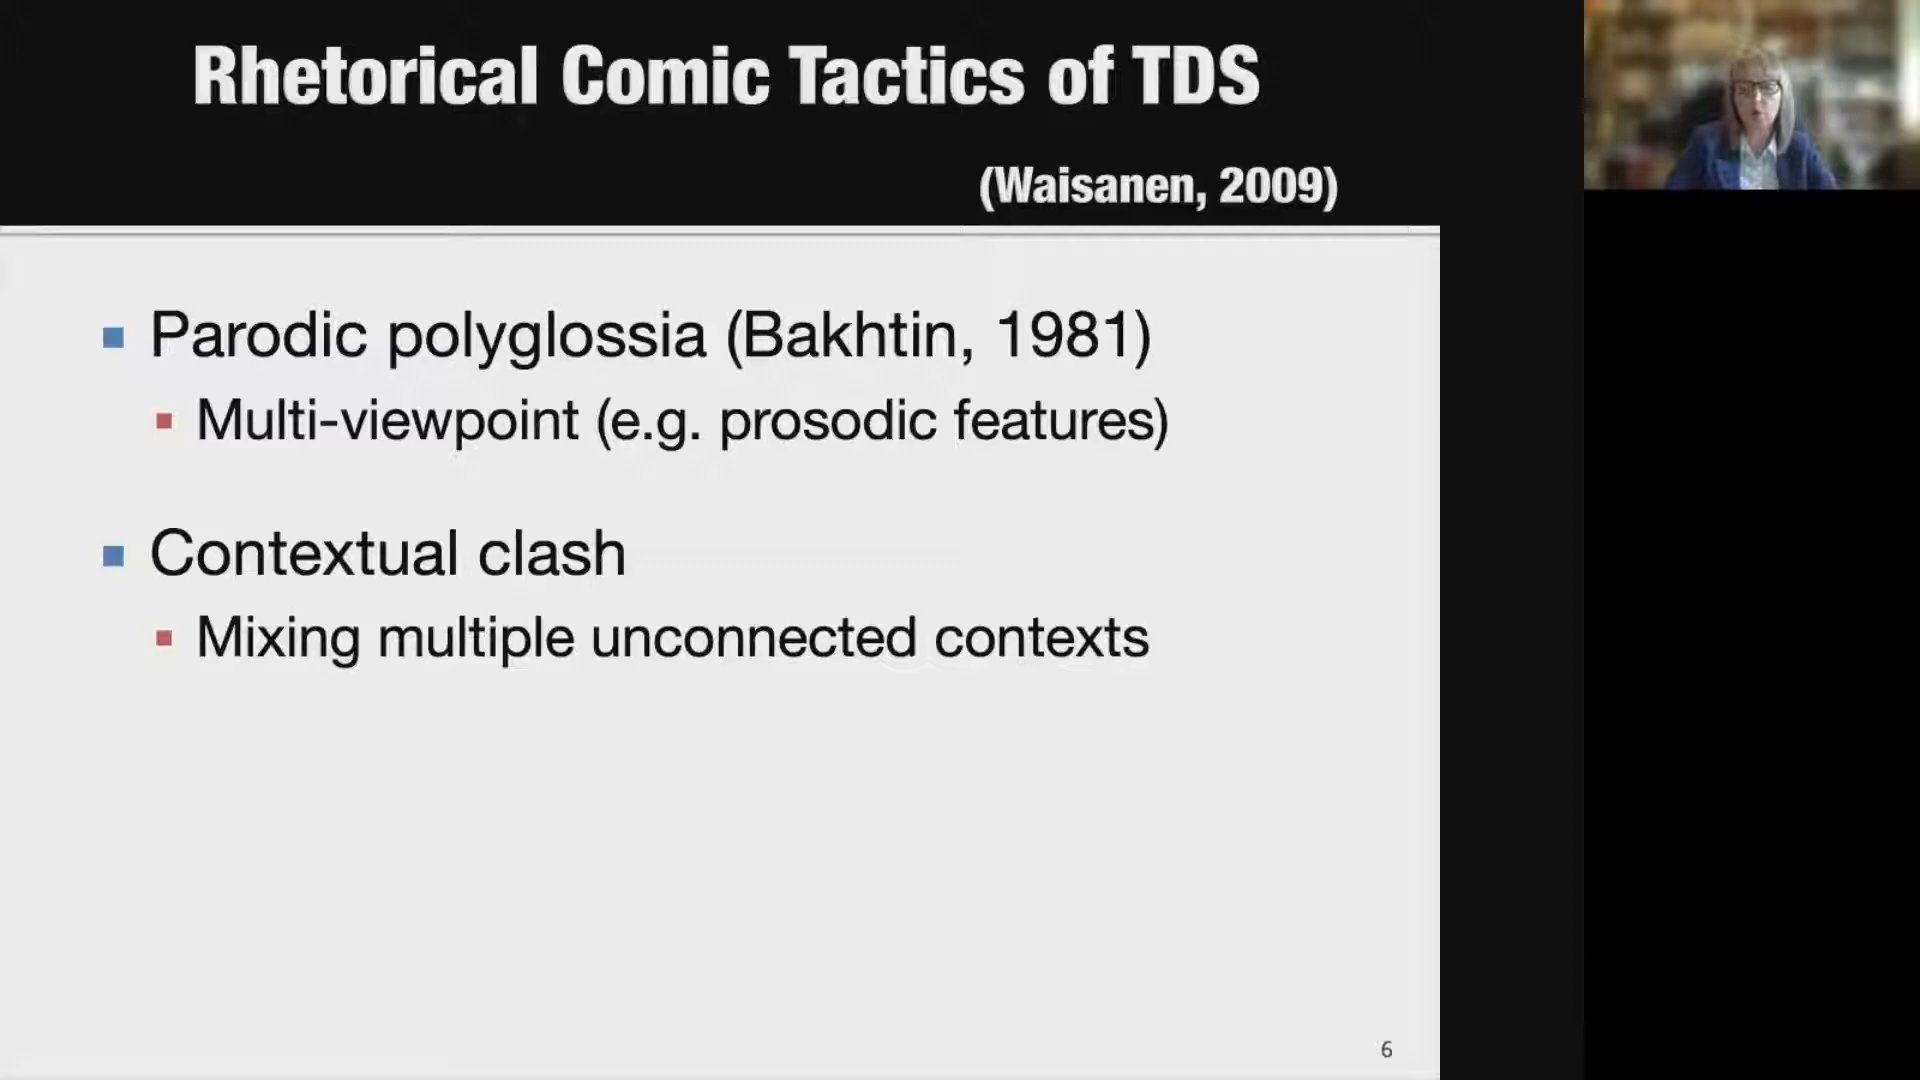 Rhetorical Comic Tactics of TDS
(Waisanen, 2009)
Parodic polyglossia (Bakhtin, 1981)
Multi-viewpoint (e.g. prosodic features)
Contextual clash
Mixing multiple unconnected contexts
6